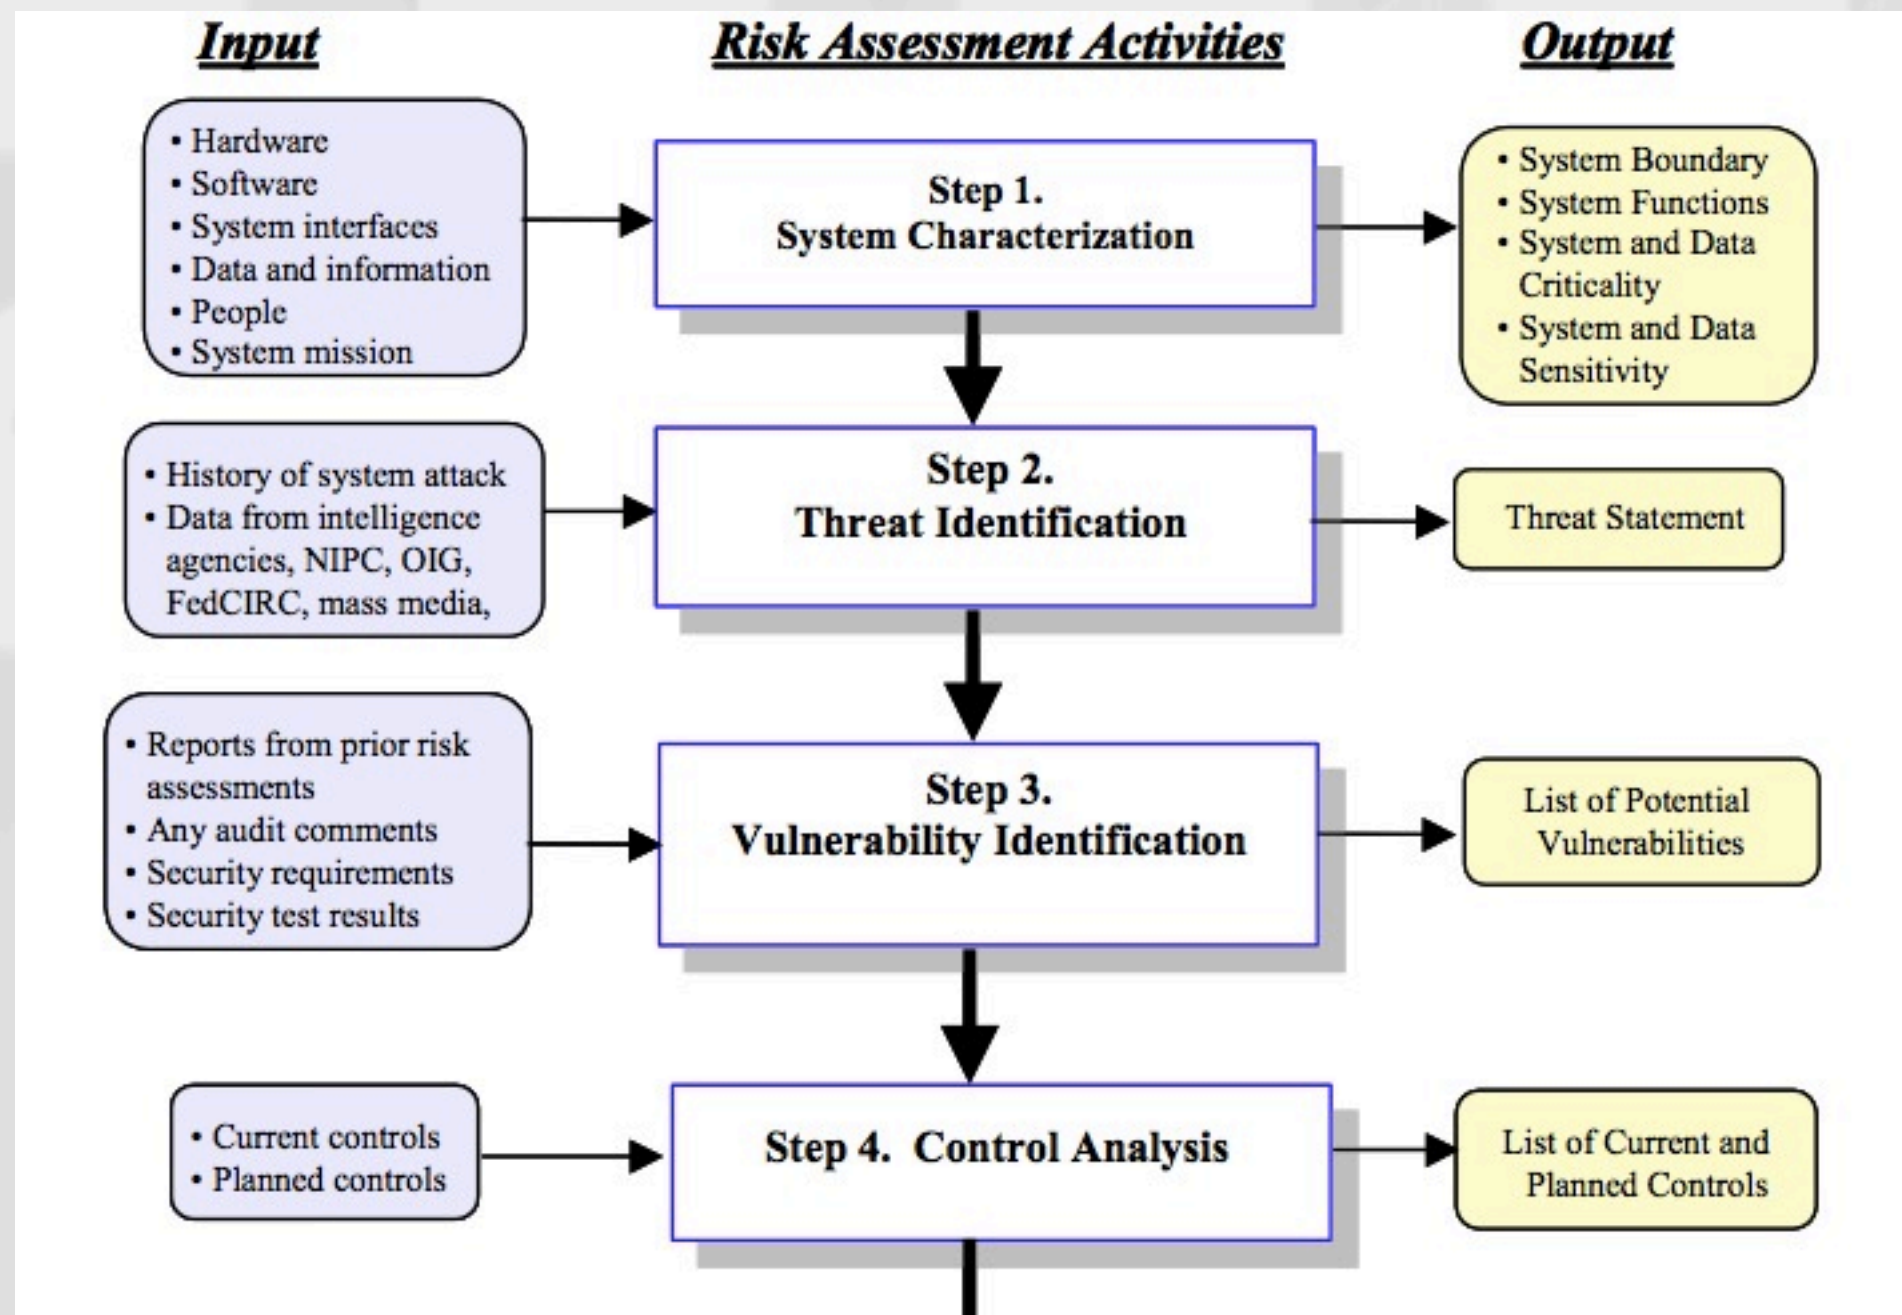 Input
Risk Assessment Activities
Output
• Hardware
• Software
• System interfaces
• Data and information
• People
• System mission
Step 1.
System Characterization
• System Boundary
• System Functions
• System and Data
Criticality
• System and Data
Sensitivity
• History of system attack
• Data from intelligence
agencies, NIPC, OIG,
FedCIRC, mass media,
Step 2.
Threat Identification
Threat Statement
• Reports from prior risk
assessments
• Any audit comments
• Security requirements
• Security test results
Step 3.
Vulnerability Identification
List of Potential
Vulnerabilities
• Current controls
• Planned controls
Step 4. Control Analysis
List of Current and
Planned Controls